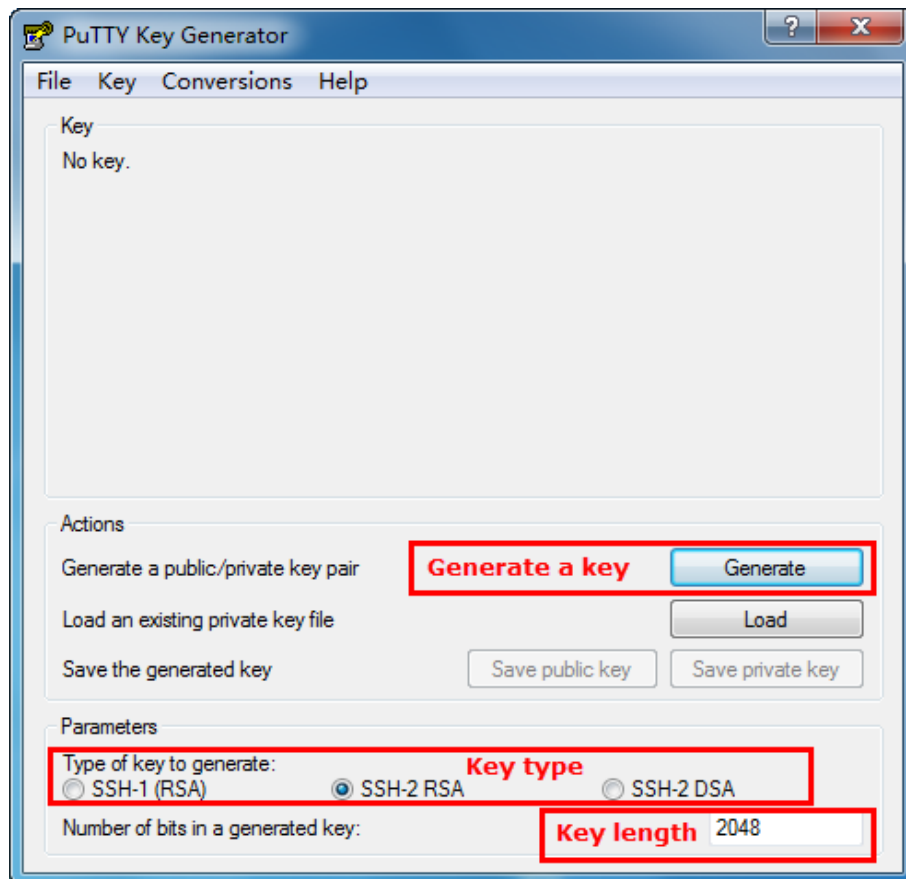 PuTTY Key Generator
File Key Conversions Help
Key
No key.
Actions
Generate a public/private key pair Generate a key Generate
Load an existing private key file Load
Save the generated key Save public key Save private key
Parameters
Type of key to generate: Key type
SSH-1 (RSA) SSH-2 RSA SSH-2 DSA
Number of bits in a generated key: Key length 2048